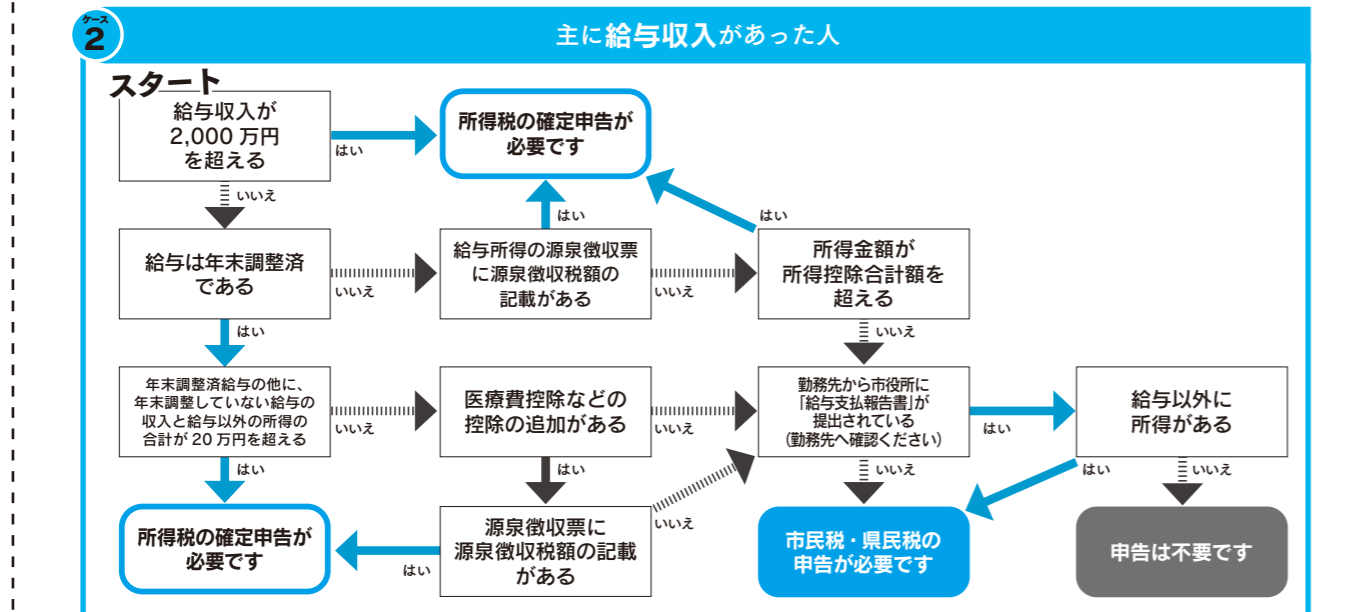 ケース
2
主に給与収入があった人
スタート
給与収入が
2,000 万円
を超える
はい
所得税の確定申告が
必要です
いいえ
はい
はい
給与は年末調整済
である
いいえ
給与所得の源泉徴収票
に源泉徴収税額の
記載がある
いいえ
所得金額が
所得控除合計額を
超える
はい
いいえ
年末調整済給与の他に、
年末調整していない給与の
収入と給与以外の所得の
合計が 20 万円を超える
いいえ
医療費控除などの
控除の追加がある
いいえ
勤務先から市役所に
「給与支払報告書」が
提出されている
(勤務先へ確認ください)
はい
給与以外に
所得がある
はい
はい
いいえ
はい
いいえ
所得税の確定申告が
必要です
はい
源泉徴収票に
源泉徴収税額の記載
がある
いいえ
市民税・県民税の
申告が必要です
申告は不要です